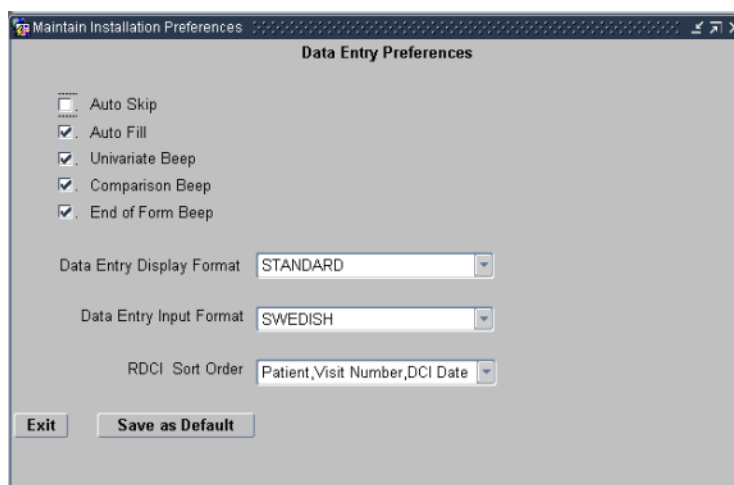 Maintain Installation Preferences
Data Entry Preferences
Auto Skip
Auto Fill
Univariate Beep
Comparison Beep
End of Form Beep
Data Entry Display Format STANDARD
Data Entry Input Format SWEDISH
RDCI Sort Order Patient,Visit Number,DCI Date
Exit Save as Default